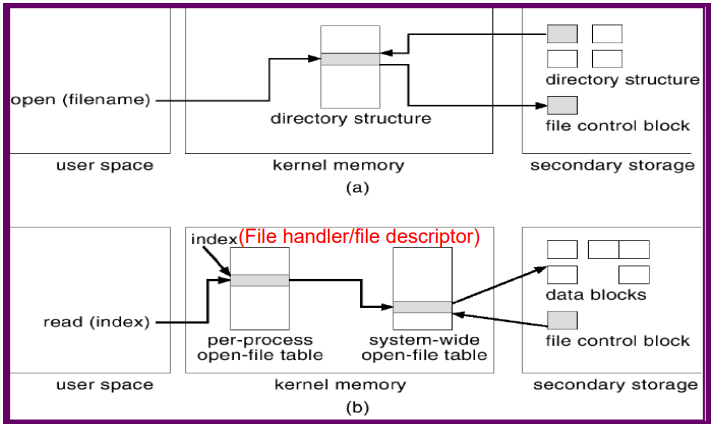 open (filename)
directory structure
directory structure
file control block
user space
kernel memory
secondary storage
(a)
index(File handler/file descriptor)
read (index)
per-process
open-file table
system-wide
open-file table
data blocks
file control block
user space
kernel memory
secondary storage
(b)